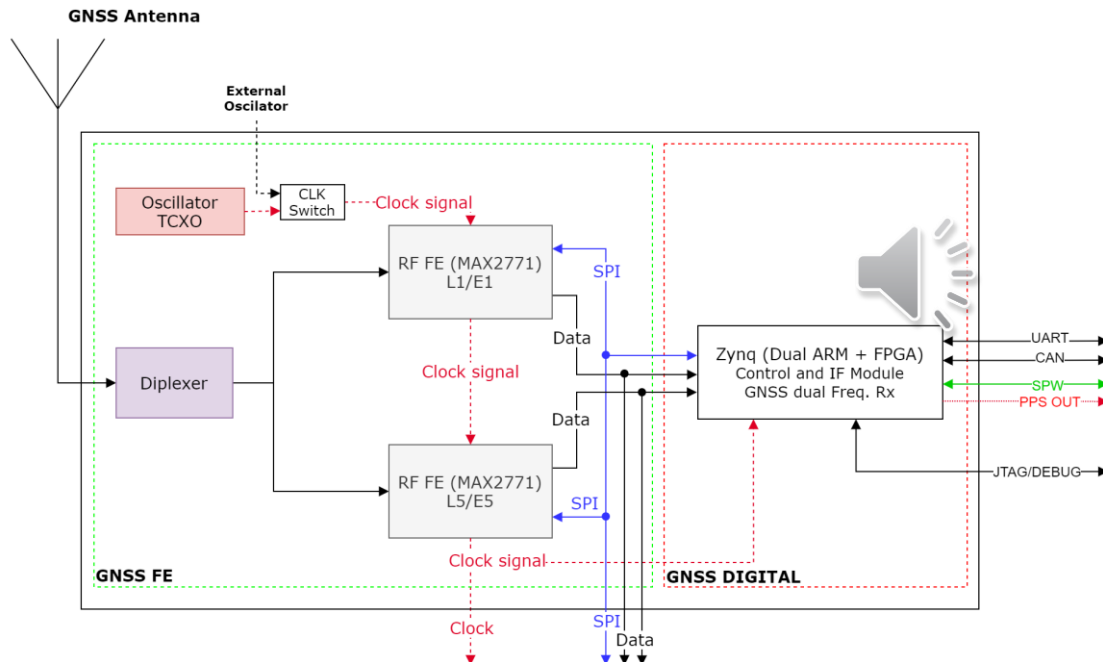 GNSS Antenna
External
Oscilator
Oscillator
TCXO
CLK
Switch
Clock signal
RF FE (MAX2771)
L1/E1
SPI
Data
UART
Zynq (Dual ARM + FPGA)
Control and IF Module
GNSS dual Freq. Rx
CAN
SPW
PPS OUT
Diplexer
Clock signal
Data
RF FE (MAX2771)
L5/E5
JTAG/DEBUG
SPI
Clock signal
GNSS FE
GNSS DIGITAL
Clock
SPI
Data